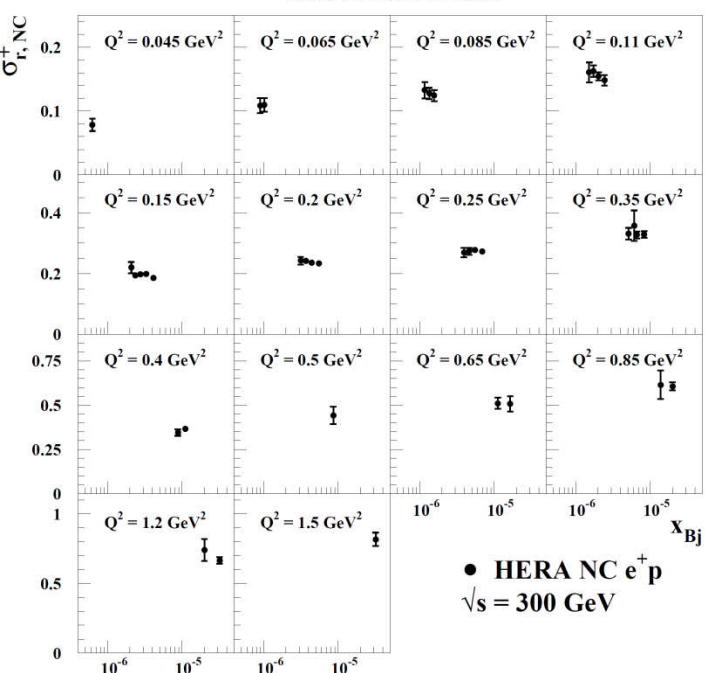 σ⁺r, NC
Q² = 0.045 GeV² Q² = 0.065 GeV² Q² = 0.085 GeV² Q² = 0.11 GeV²
0.2
0.1
0
Q² = 0.15 GeV² Q² = 0.2 GeV² Q² = 0.25 GeV² Q² = 0.35 GeV²
0.4
0.2
0
Q² = 0.4 GeV² Q² = 0.5 GeV² Q² = 0.65 GeV² Q² = 0.85 GeV²
0.75
0.5
0.25
0
10⁻⁶ 10⁻⁵ 10⁻⁶ 10⁻⁵
xBj
Q² = 1.2 GeV² Q² = 1.5 GeV²
1
0.5
0
10⁻⁶ 10⁻⁵ 10⁻⁶ 10⁻⁵
● HERA NC e⁺p
√s = 300 GeV